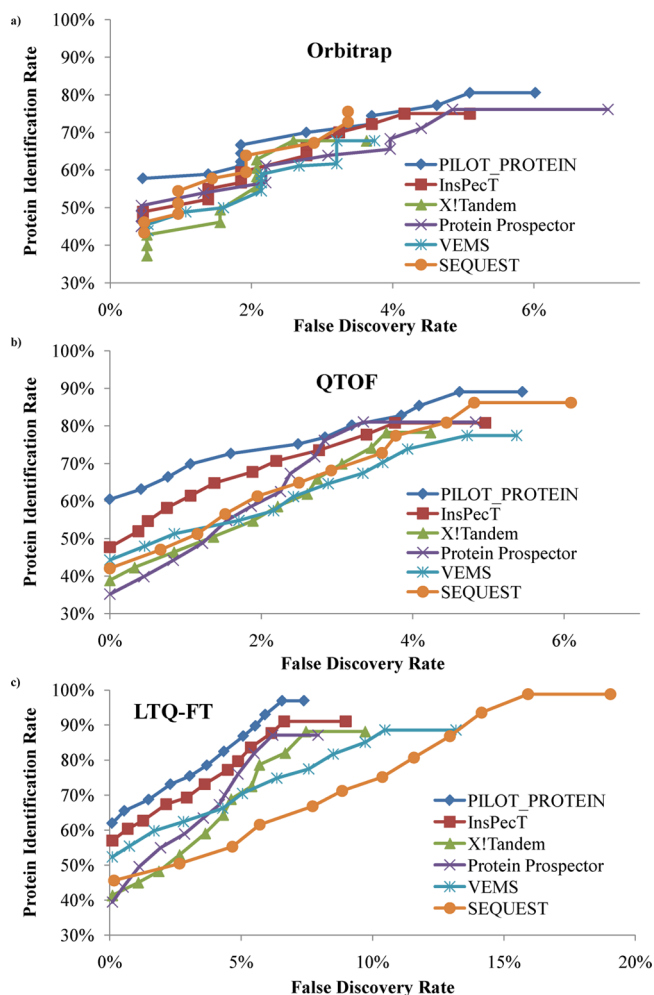 a)
100%
90%
80%
70%
60%
50%
40%
30%
Protein Identification Rate
Orbitrap
PILOT_PROTEIN
InsPecT
X!Tandem
Protein Prospector
VEMS
SEQUEST
0% 2% 4% 6%
False Discovery Rate
b)
100%
90%
80%
70%
60%
50%
40%
30%
Protein Identification Rate
QTOF
PILOT_PROTEIN
InsPecT
X!Tandem
Protein Prospector
VEMS
SEQUEST
0% 2% 4% 6%
False Discovery Rate
c)
100%
90%
80%
70%
60%
50%
40%
30%
Protein Identification Rate
LTQ-FT
PILOT_PROTEIN
InsPecT
X!Tandem
Protein Prospector
VEMS
SEQUEST
0% 5% 10% 15% 20%
False Discovery Rate